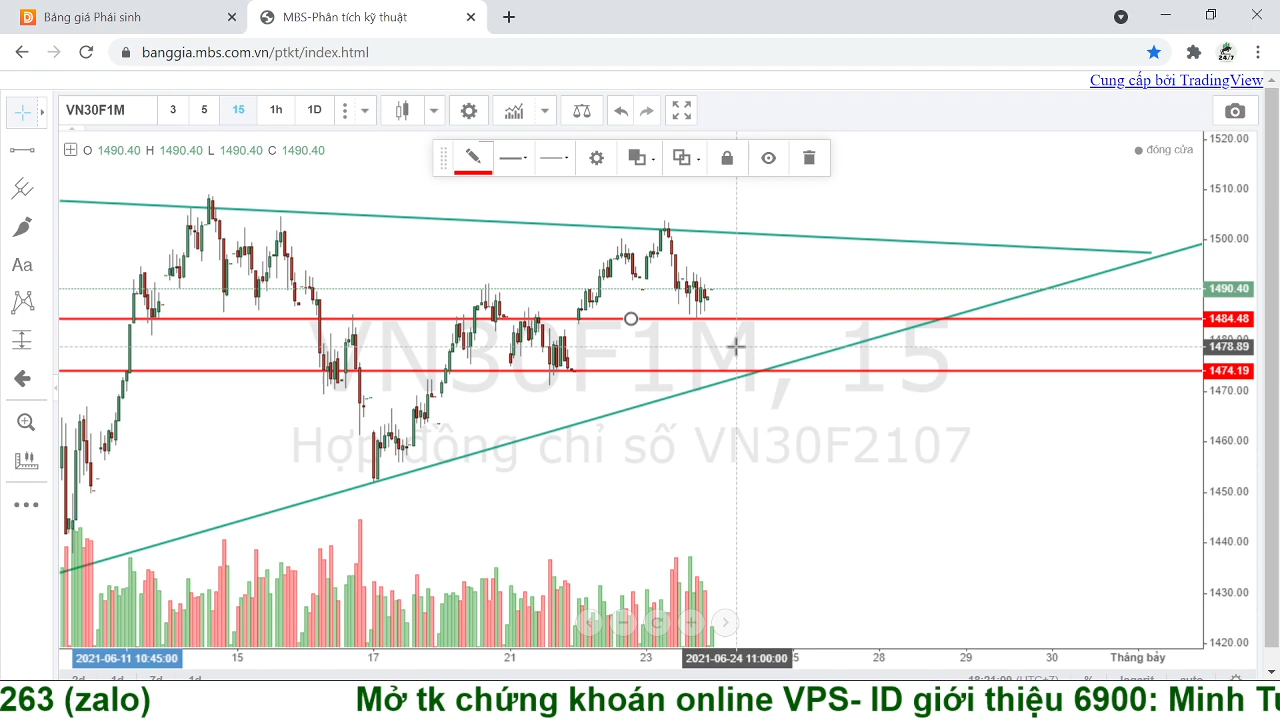 Bảng giá Phái sinh
MBS-Phân tích kỹ thuật
banggia.mbs.com.vn/ptkt/index.html
24/7
Cung cấp bởi TradingView
VN30F1M 3 5 15 1h 1D
O 1490.40 H 1490.40 L 1490.40 C 1490.40
đóng cửa
Aa
1520.00
1510.00
1500.00
1490.40
1484.48
1478.89
1474.19
1470.00
1460.00
1450.00
1440.00
1430.00
1420.00
VN30F1M, 15
Hợp đồng chỉ số VN30F2107
2021-06-11 10:45:00 15 17 21 23 2021-06-24 11:00:00 5 28 29 30 Tháng bảy
263 (zalo) Mở tk chứng khoán online VPS- ID giới thiệu 6900: Minh Tu